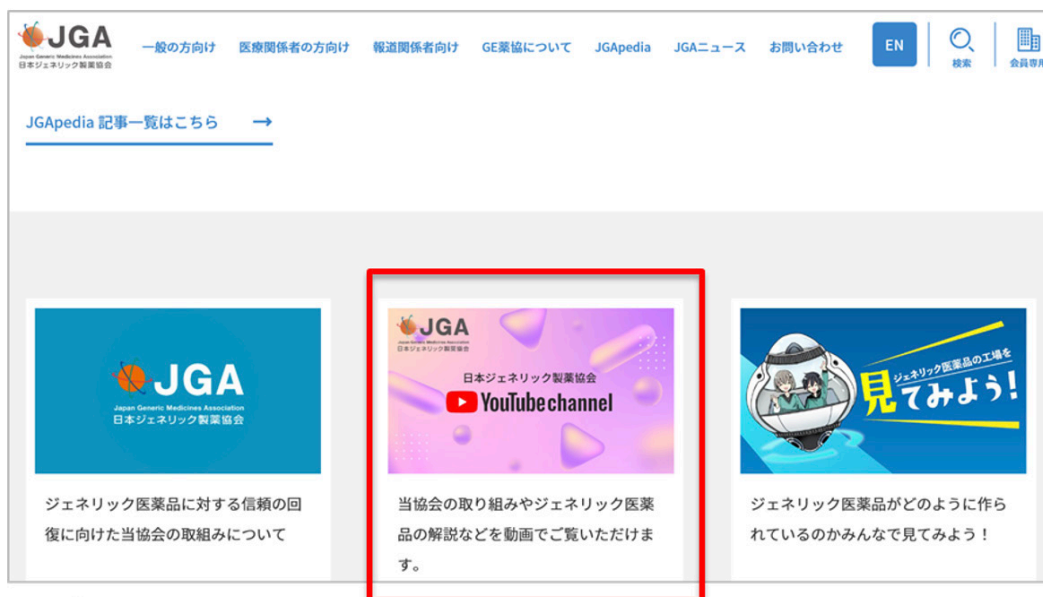 JGA
Japan Generic Medicines Association
日本ジェネリック製薬協会
一般の方向け
医療関係者の方向け
報道関係者向け
GE薬協について
JGApedia
JGAニュース
お問い合わせ
EN
検索
会員専用
JGApedia 記事一覧はこちら →
JGA
Japan Generic Medicines Association
日本ジェネリック製薬協会
ジェネリック医薬品に対する信頼の回
復に向けた当協会の取組みについて
JGA
Japan Generic Medicines Association
日本ジェネリック製薬協会
日本ジェネリック製薬協会
YouTube channel
当協会の取り組みやジェネリック医薬
品の解説などを動画でご覧いただけま
す。
ジェネリック医薬品の工場を
見てみよう!
ジェネリック医薬品がどのように作ら
れているのかみんなで見てみよう！